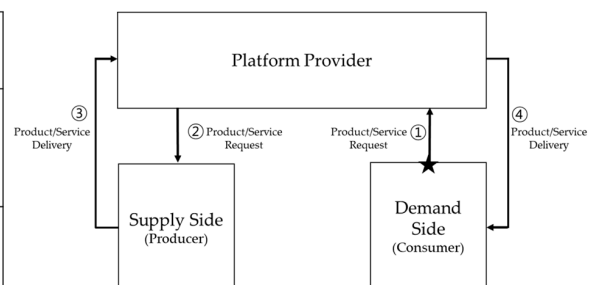 Platform Provider
③
Product/Service
Delivery
② Product/Service
Request
Product/Service ①
Request
④
Product/Service
Delivery
Supply Side
(Producer)
Demand
Side
(Consumer)